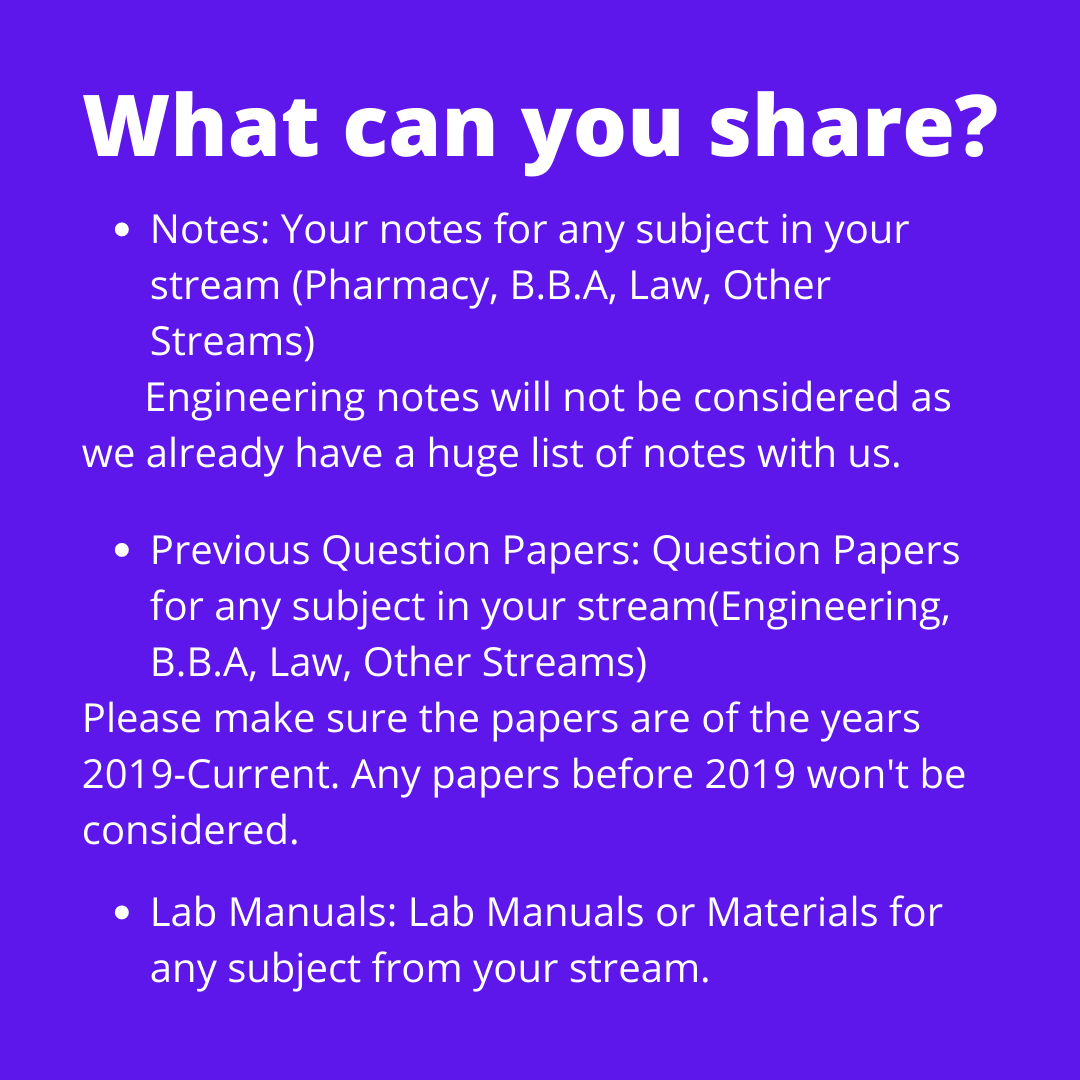 What can you share?
• Notes: Your notes for any subject in your
stream (Pharmacy, B.B.A, Law, Other
Streams)
Engineering notes will not be considered as
we already have a huge list of notes with us.
• Previous Question Papers: Question Papers
for any subject in your stream(Engineering,
B.B.A, Law, Other Streams)
Please make sure the papers are of the years
2019-Current. Any papers before 2019 won't be
considered.
• Lab Manuals: Lab Manuals or Materials for
any subject from your stream.